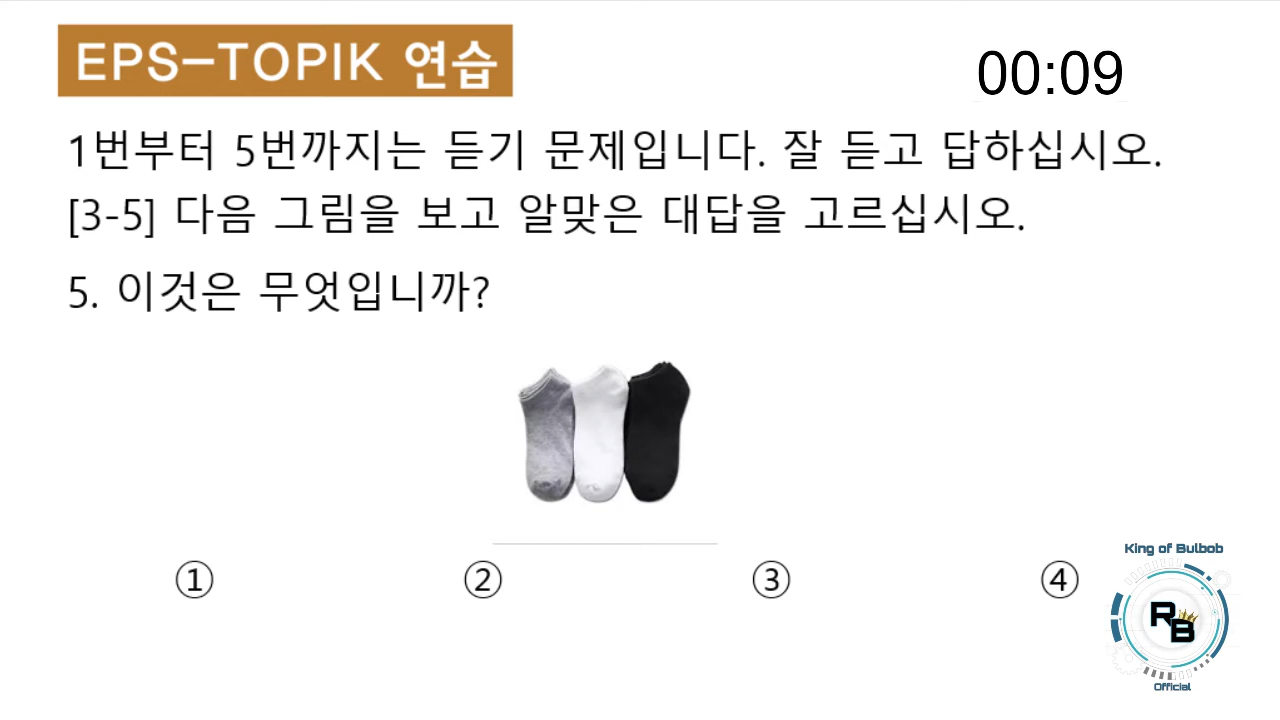 EPS-TOPIK 연습
00:09
1번부터 5번까지는 듣기 문제입니다. 잘 듣고 답하십시오.
[3-5] 다음 그림을 보고 알맞은 대답을 고르십시오.
5. 이것은 무엇입니까?
① ② ③ ④
King of Bulbob
RB
Official